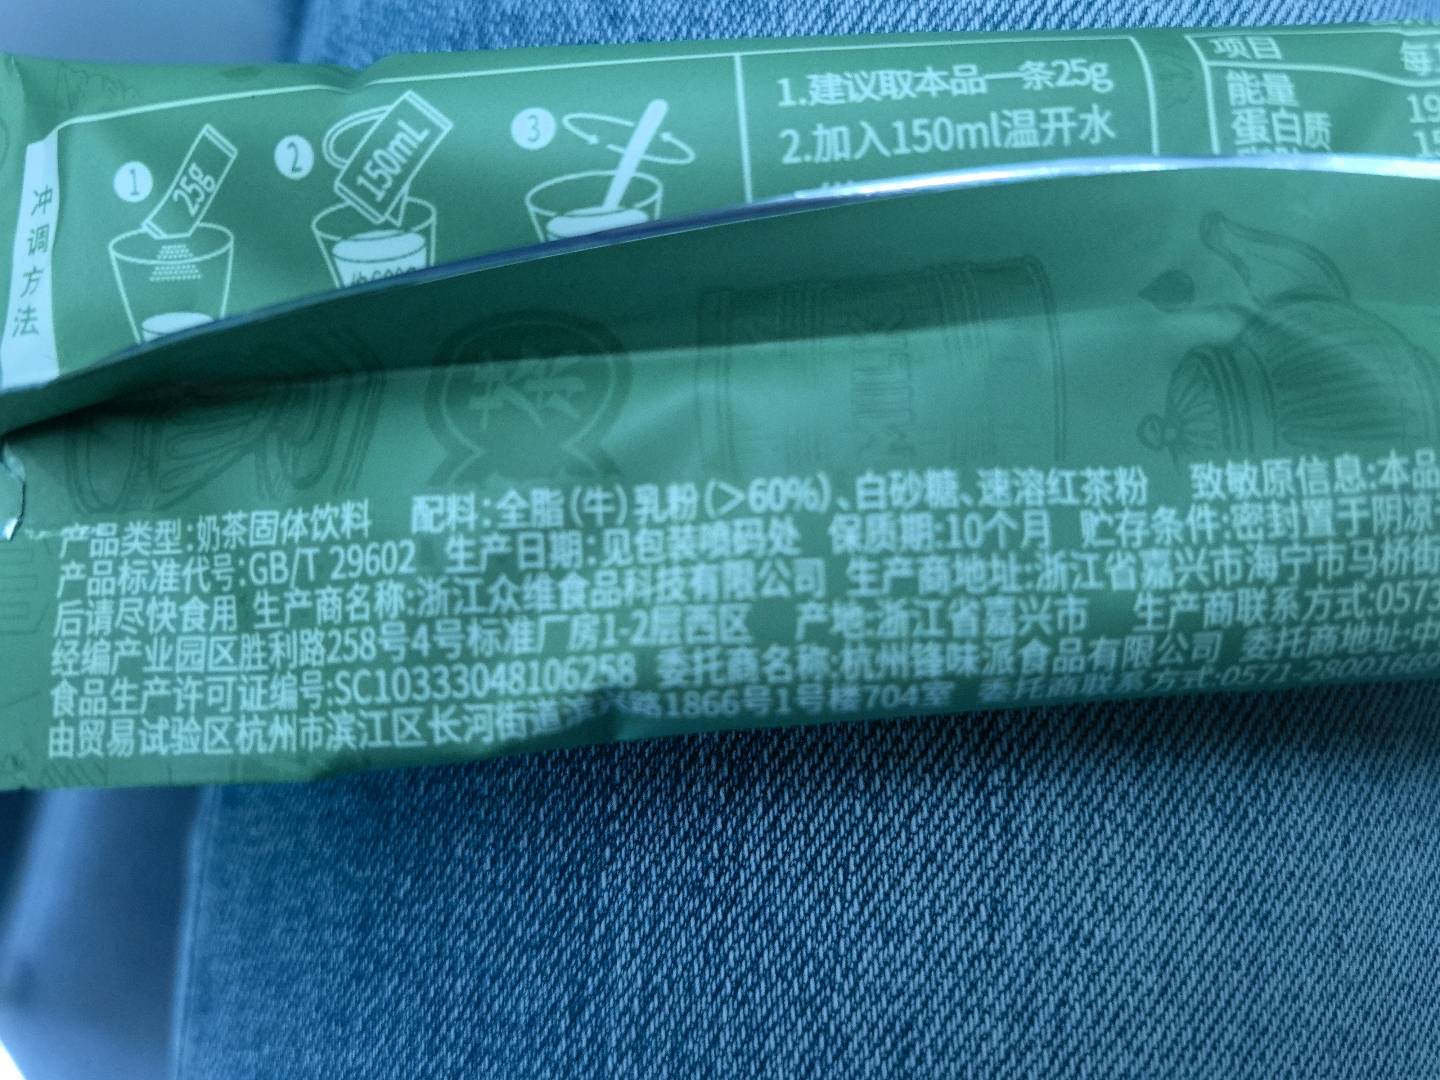 冲调方法
1
25g
2
150mL
3
1.建议取本品一条25g
2.加入150ml温开水
项目
能量
蛋白质
茶
产品类型:奶茶固体饮料 配料:全脂(牛)乳粉(>60%)、白砂糖、速溶红茶粉 致敏原信息:本品
产品标准代号:GB/T 29602 生产日期:见包装喷码处 保质期:10个月 贮存条件:密封置于阴凉
后请尽快食用 生产商名称:浙江众维食品科技有限公司 生产商地址:浙江省嘉兴市海宁市马桥街
经编产业园区胜利路258号4号标准厂房1-2层西区 产地:浙江省嘉兴市 生产商联系方式:0573
食品生产许可证编号:SC10333048106258 委托商名称:杭州锋味派食品有限公司 委托商地址:中
由贸易试验区杭州市滨江区长河街道 路1866号1号楼704室 委托商联系方式:0571-